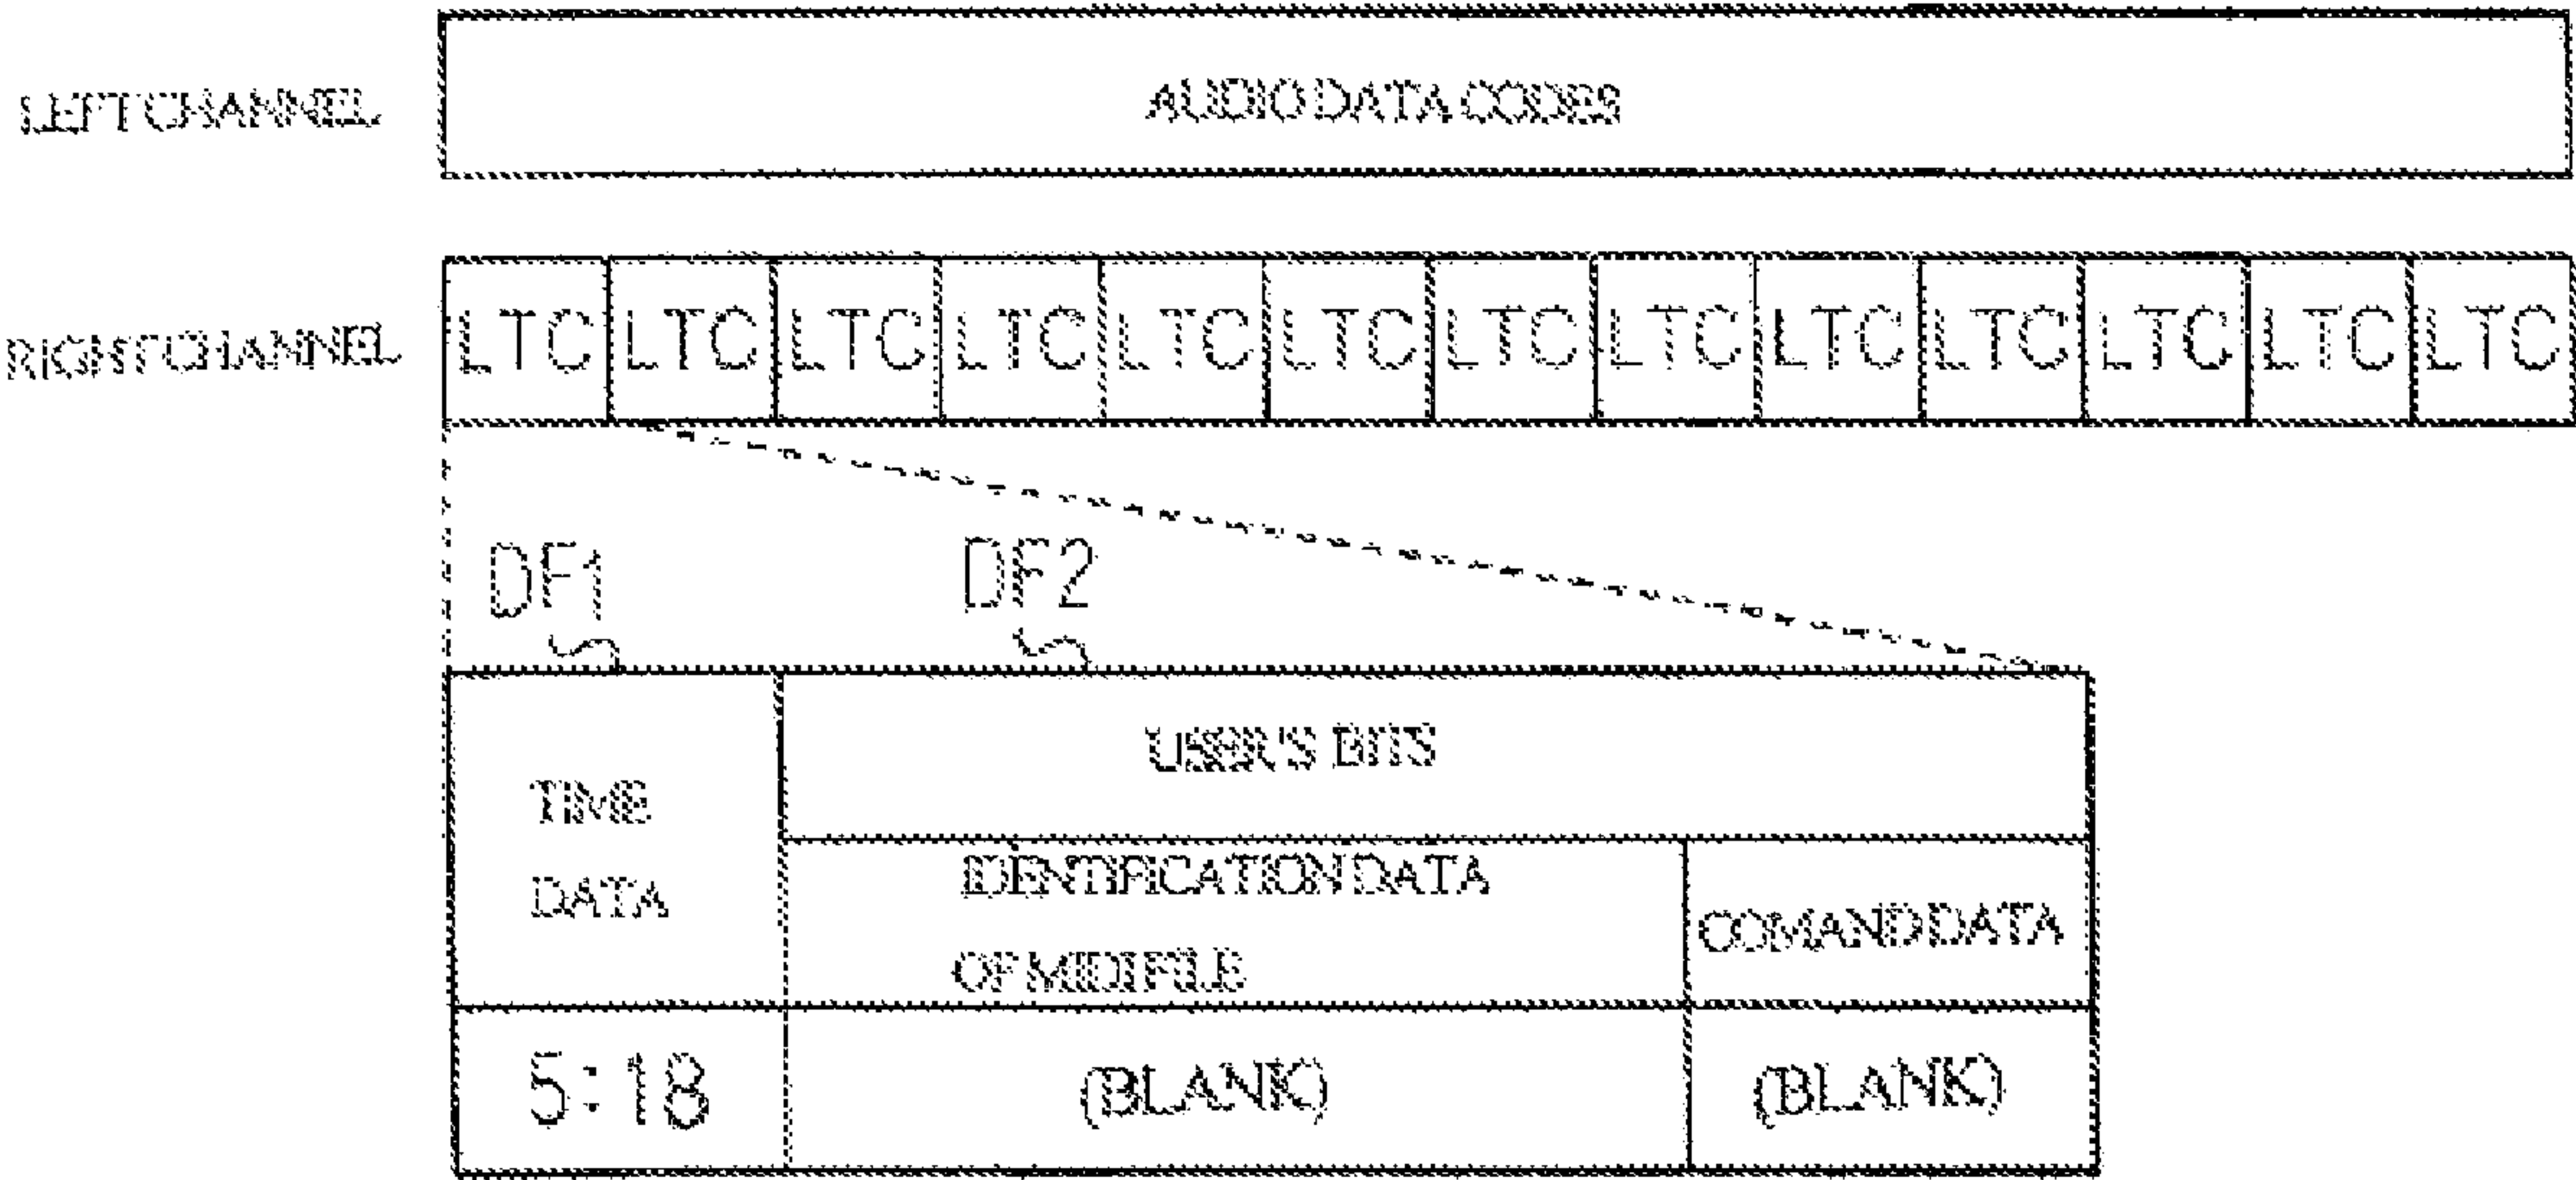 LEFT CHANNEL
AUDIO DATA CODES
RIGHT CHANNEL
LTC LTC LTC LTC LTC LTC LTC LTC LTC LTC LTC LTC LTC
DF1
DF2
USER'S BITS
TIME
DATA
IDENTIFICATION DATA
OF MIDI FILE
COMAND DATA
5:18
(BLANK)
(BLANK)